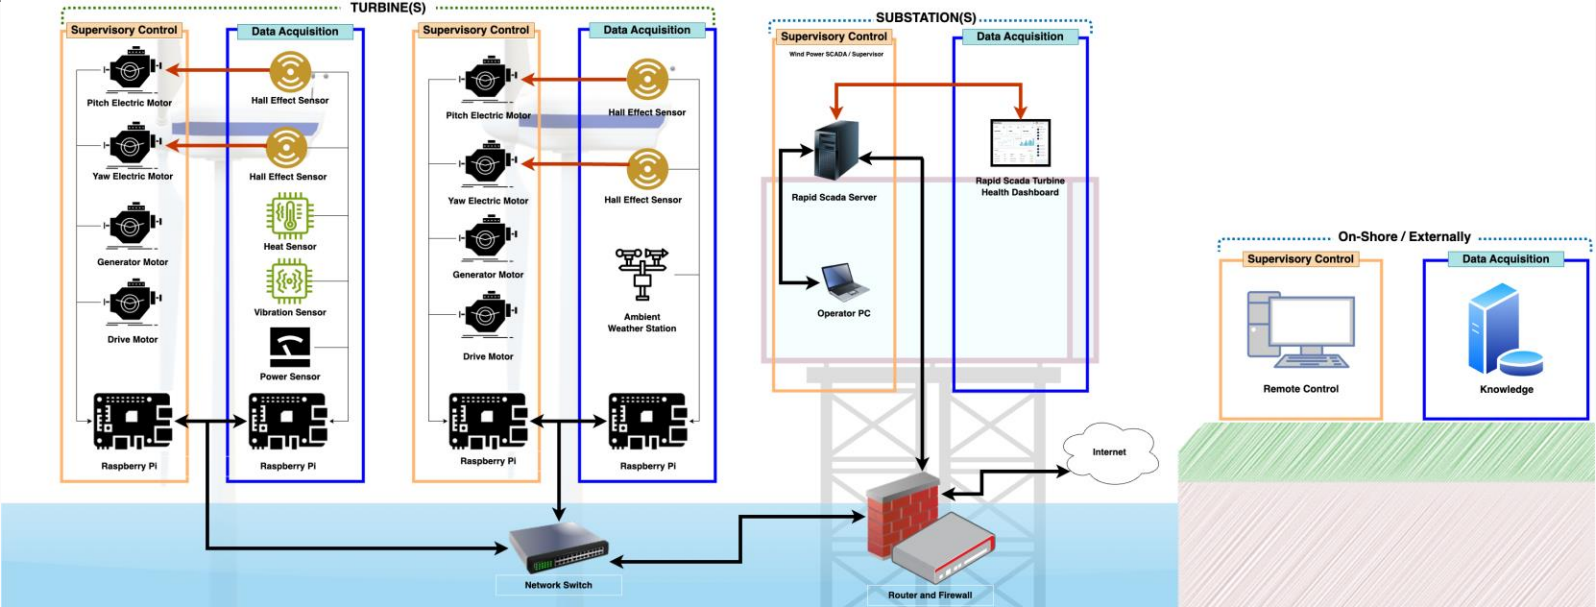 TURBINE(S)
Supervisory Control
Pitch Electric Motor
Yaw Electric Motor
Generator Motor
Drive Motor
Raspberry Pi
Data Acquisition
Hall Effect Sensor
Hall Effect Sensor
Heat Sensor
Vibration Sensor
Power Sensor
Raspberry Pi
Supervisory Control
Pitch Electric Motor
Yaw Electric Motor
Generator Motor
Drive Motor
Raspberry Pi
Data Acquisition
Hall Effect Sensor
Hall Effect Sensor
Ambient
Weather Station
Raspberry Pi
Network Switch
SUBSTATION(S)
Supervisory Control
Wind Power SCADA / Supervisor
Rapid Scada Server
Operator PC
Data Acquisition
Rapid Scada Turbine
Health Dashboard
Internet
Router and Firewall
On-Shore / Externally
Supervisory Control
Remote Control
Data Acquisition
Knowledge